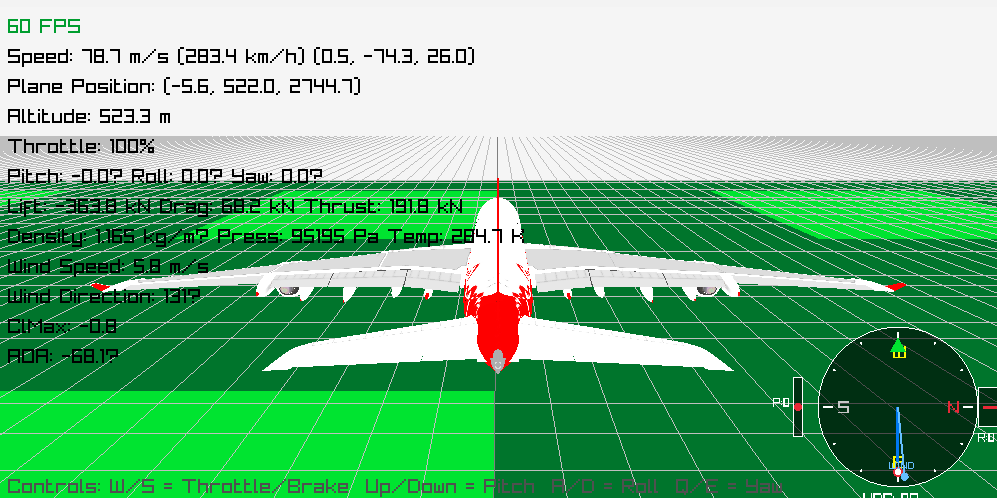 60 FPS
Speed: 78.7 m/s (283.4 km/h) (0.5, -74.3, 26.0)
Plane Position: (-5.6, 522.0, 2744.7)
Altitude: 523.3 m
Throttle: 100%
Pitch: -0.0? Roll: 0.0? Yaw: 0.0?
Lift: -363.8 kN Drag: 68.2 kN Thrust: 191.8 kN
Density: 1.165 kg/m? Press: 95195 Pa Temp: 284.7 K
Wind Speed: 5.8 m/s
Wind Direction: 131?
ClMax: -0.8
AOA: -68.1?
P:0
S
N
R:0
WIND
Controls: W/S = Throttle/Brake Up/Down = Pitch A/D = Roll Q/E = Yaw